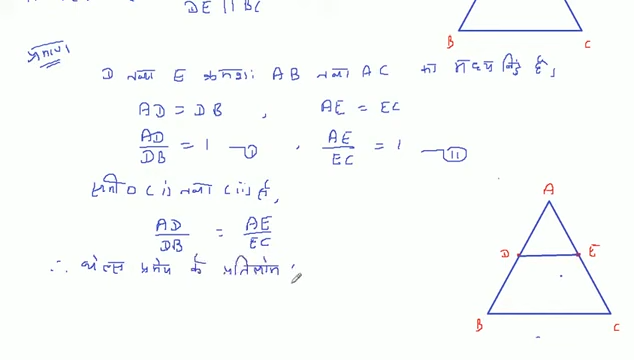 DE || BC
B C
प्रमाण :
D तथा E क्रमशः AB तथा AC का मध्य बिंदु है,
AD = DB , AE = EC
AD/DB = 1 —(I) , AE/EC = 1 —(II)
समी० (i) तथा (ii) से,
AD/DB = AE/EC
∴ थेल्स प्रमेय के प्रतिलोम
A
D E
B C